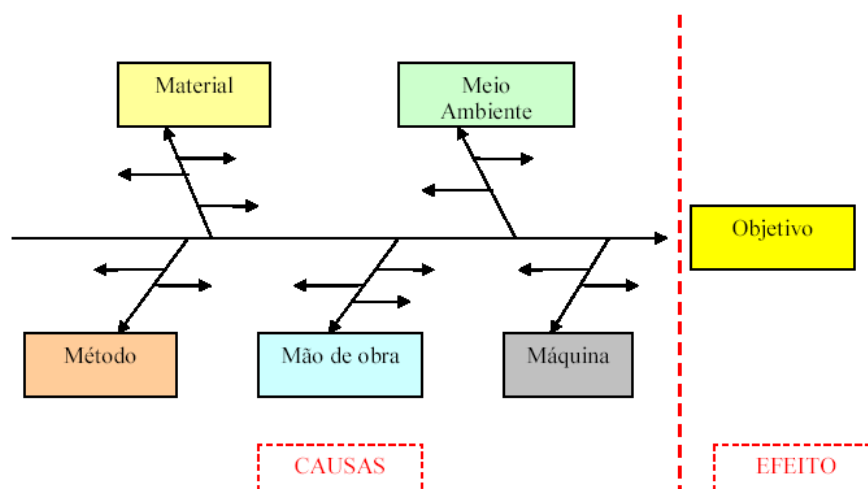 Material
Meio
Ambiente
Objetivo
Método
Mão de obra
Máquina
CAUSAS
EFEITO